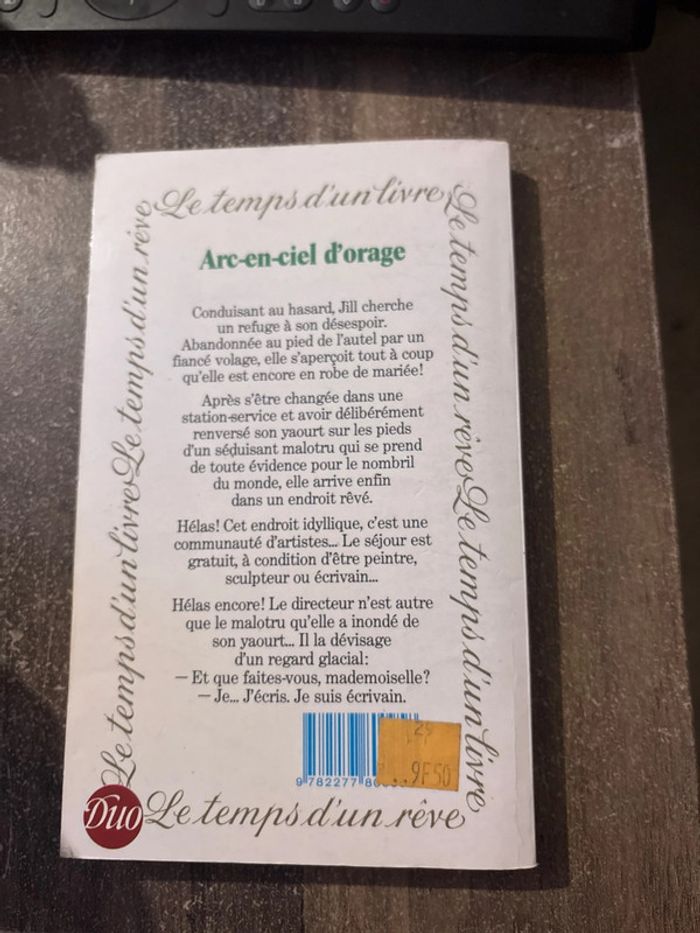 Le temps d'un livre
Le temps d'un rêve
Le temps d'un livre
Le temps d'un rêve
Le temps d'un livre
Arc-en-ciel d'orage
Conduisant au hasard, Jill cherche
un refuge à son désespoir.
Abandonnée au pied de l'autel par un
fiancé volage, elle s'aperçoit tout à coup
qu'elle est encore en robe de mariée!
Après s'être changée dans une
station-service et avoir délibérément
renversé son yaourt sur les pieds
d'un séduisant malotru qui se prend
de toute évidence pour le nombril
du monde, elle arrive enfin
dans un endroit rêvé.
Hélas! Cet endroit idyllique, c'est une
communauté d'artistes... Le séjour est
gratuit, à condition d'être peintre,
sculpteur ou écrivain...
Hélas encore! Le directeur n'est autre
que le malotru qu'elle a inondé de
son yaourt... Il la dévisage
d'un regard glacial:
— Et que faites-vous, mademoiselle?
— Je... J'écris. Je suis écrivain.
9F50
9 782277 80
Duo
Le temps d'un rêve